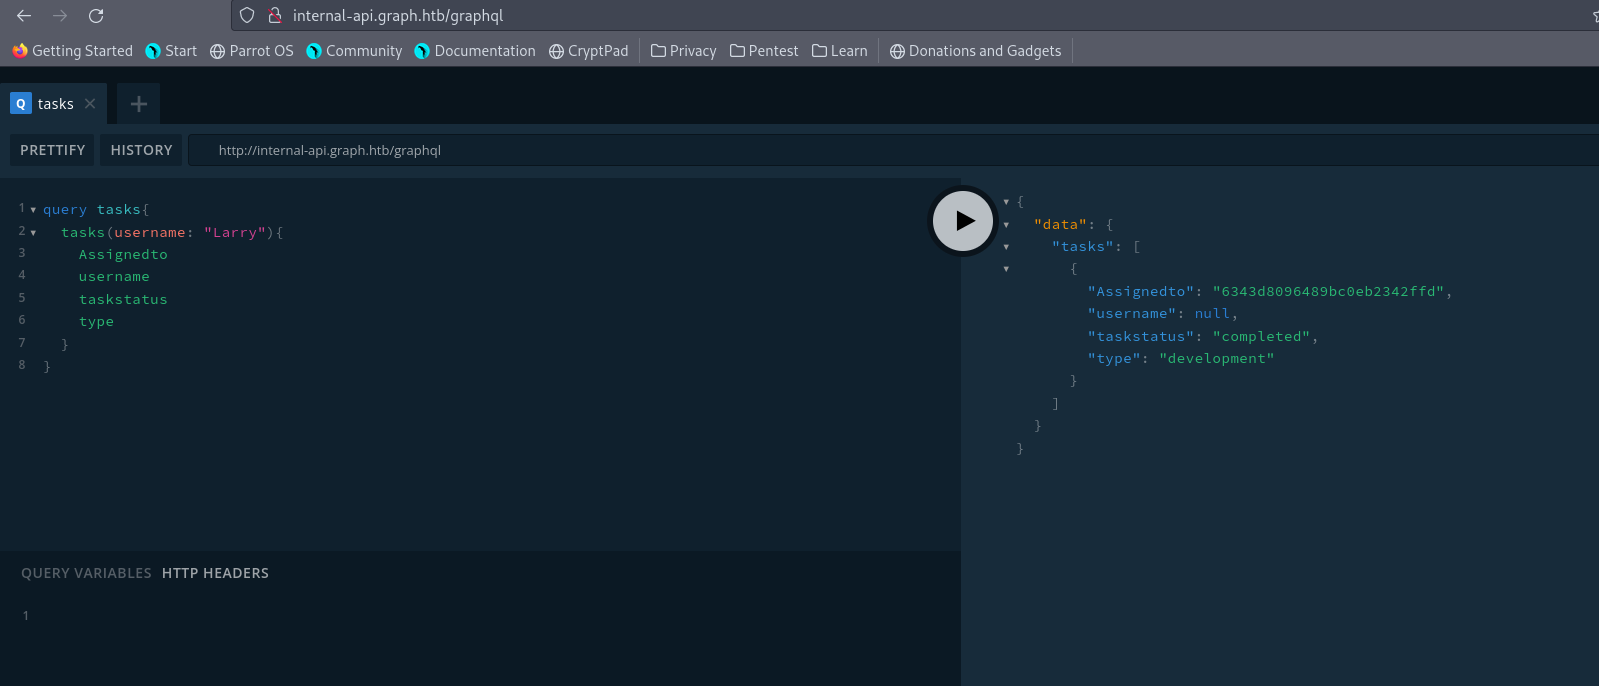 internal-api.graph.htb/graphql
Getting Started Start Parrot OS Community Documentation CryptPad Privacy Pentest Learn Donations and Gadgets
Q tasks
PRETTIFY HISTORY http://internal-api.graph.htb/graphql
1 query tasks{
2 tasks(username: "Larry"){
3 Assignedto
4 username
5 taskstatus
6 type
7 }
8 }
{
"data": {
"tasks": [
{
"Assignedto": "6343d8096489bc0eb2342ffd",
"username": null,
"taskstatus": "completed",
"type": "development"
}
]
}
}
QUERY VARIABLES HTTP HEADERS
1